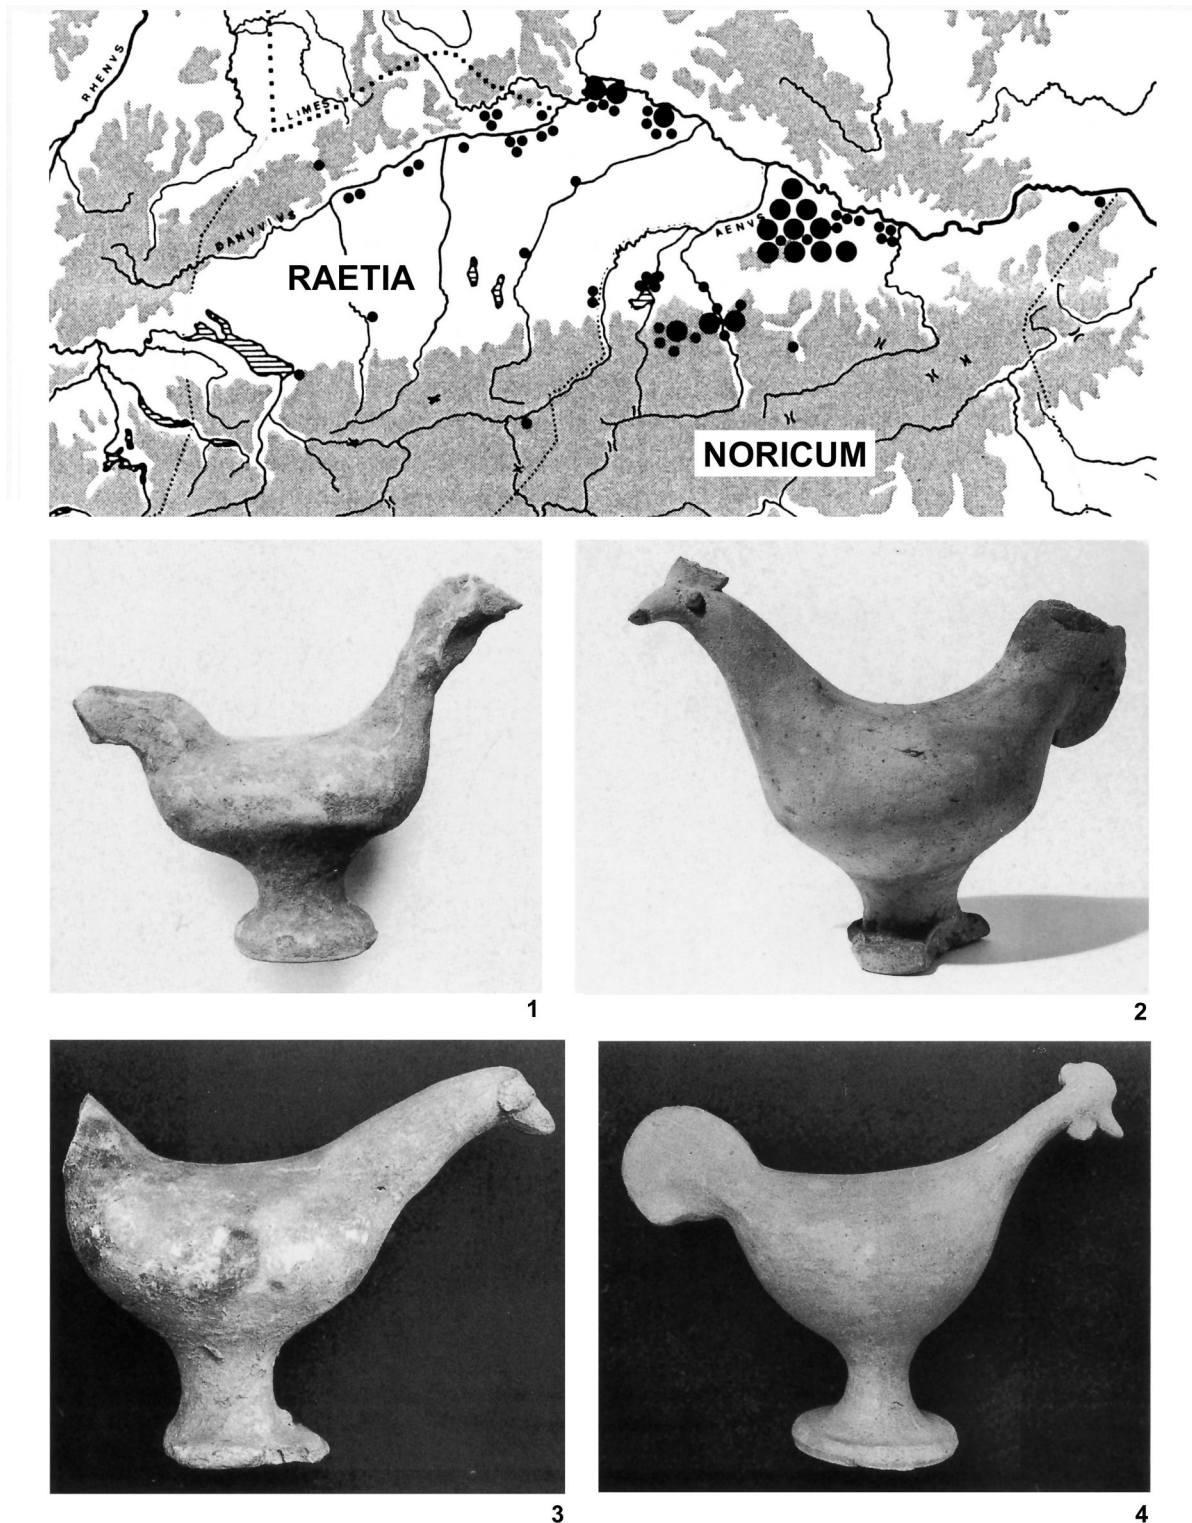 RHENVS
LIMES
DANVVIVS
AENVS
RAETIA
NORICUM
1
2
3
4